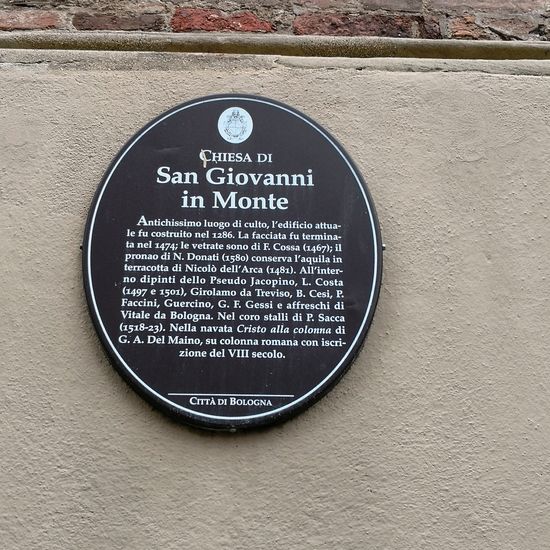 CHIESA DI
San Giovanni
in Monte
Antichissimo luogo di culto, l'edificio attua-
le fu costruito nel 1286. La facciata fu termina-
ta nel 1474; le vetrate sono di F. Cossa (1467); il
pronao di N. Donati (1580) conserva l'aquila in
terracotta di Nicolò dell'Arca (1481). All'inter-
no dipinti dello Pseudo Jacopino, L. Costa
(1497 e 1501), Girolamo da Treviso, B. Cesi, P.
Faccini, Guercino, G. F. Gessi e affreschi di
Vitale da Bologna. Nel coro stalli di P. Sacca
(1518-23). Nella navata Cristo alla colonna di
G. A. Del Maino, su colonna romana con iscri-
zione del VIII secolo.
CITTÀ DI BOLOGNA